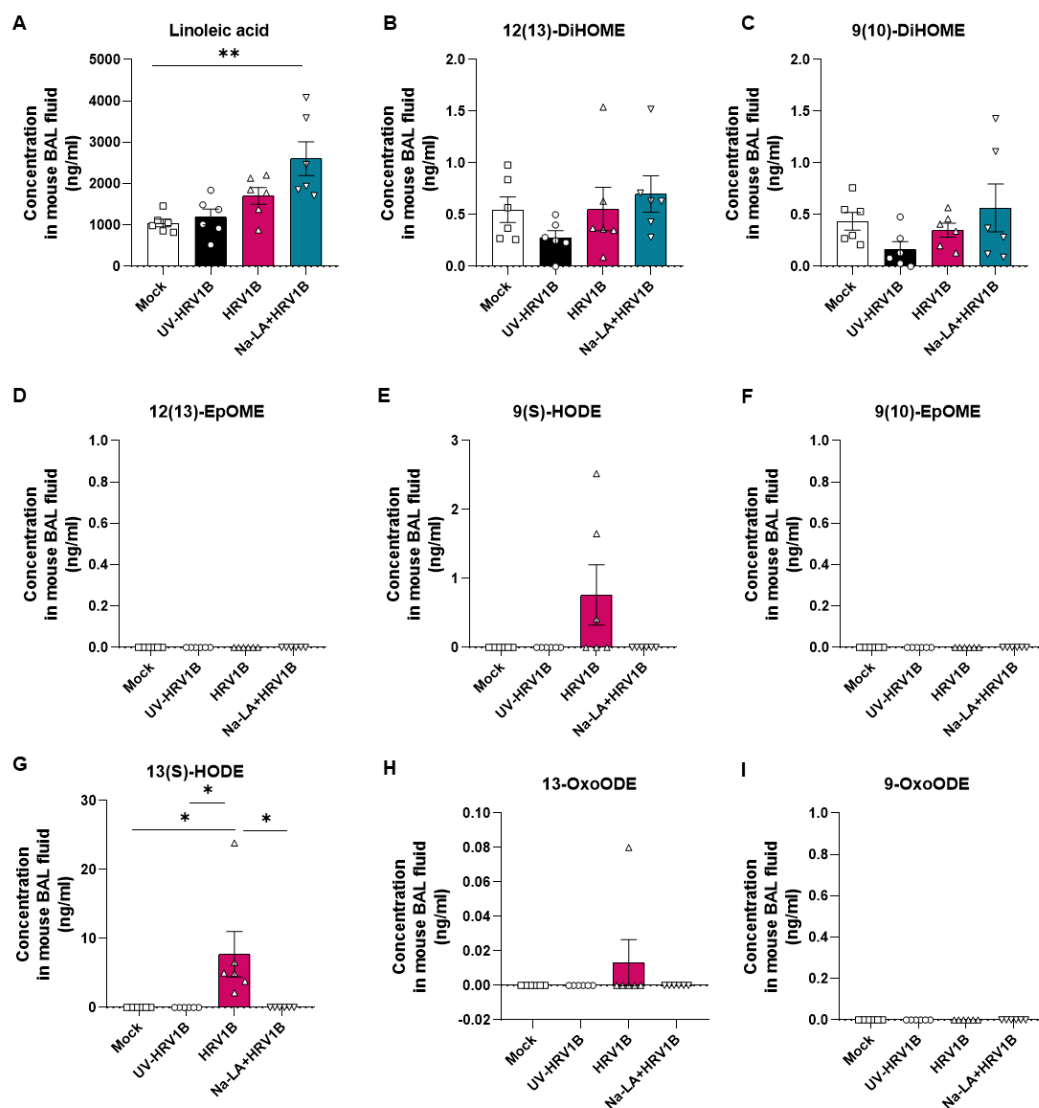 A
Linoleic acid
**
Concentration
in mouse BAL fluid
(ng/ml)
5000
4000
3000
2000
1000
0
Mock
UV-HRV1B
HRV1B
Na-LA+HRV1B
B
12(13)-DiHOME
Concentration
in mouse BAL fluid
(ng/ml)
2.0
1.5
1.0
0.5
0.0
Mock
UV-HRV1B
HRV1B
Na-LA+HRV1B
C
9(10)-DiHOME
Concentration
in mouse BAL fluid
(ng/ml)
2.0
1.5
1.0
0.5
0.0
Mock
UV-HRV1B
HRV1B
Na-LA+HRV1B
D
12(13)-EpOME
Concentration
in mouse BAL fluid
(ng/ml)
1.0
0.8
0.6
0.4
0.2
0.0
Mock
UV-HRV1B
HRV1B
Na-LA+HRV1B
E
9(S)-HODE
Concentration
in mouse BAL fluid
(ng/ml)
3
2
1
0
Mock
UV-HRV1B
HRV1B
Na-LA+HRV1B
F
9(10)-EpOME
Concentration
in mouse BAL fluid
(ng/ml)
1.0
0.8
0.6
0.4
0.2
0.0
Mock
UV-HRV1B
HRV1B
Na-LA+HRV1B
G
13(S)-HODE
*
*
*
Concentration
in mouse BAL fluid
(ng/ml)
30
20
10
0
Mock
UV-HRV1B
HRV1B
Na-LA+HRV1B
H
13-OxoODE
Concentration
in mouse BAL fluid
(ng/ml)
0.10
0.08
0.06
0.04
0.02
0.00
-0.02
Mock
UV-HRV1B
HRV1B
Na-LA+HRV1B
I
9-OxoODE
Concentration
in mouse BAL fluid
(ng/ml)
1.0
0.8
0.6
0.4
0.2
0.0
Mock
UV-HRV1B
HRV1B
Na-LA+HRV1B